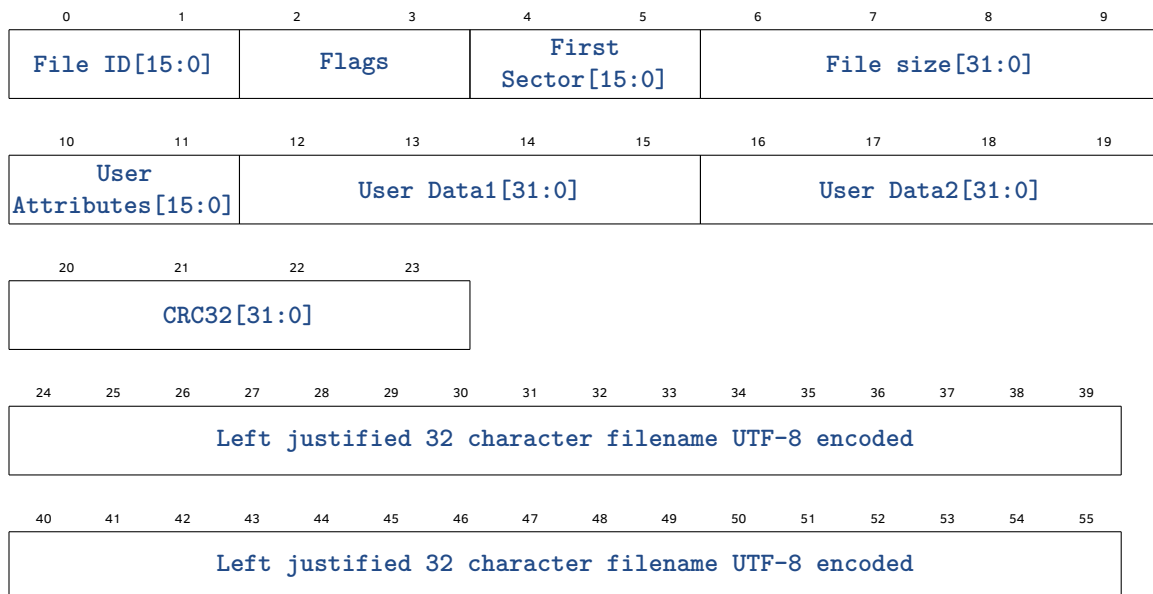 0 1 2 3 4 5 6 7 8 9
File ID[15:0] Flags First Sector[15:0] File size[31:0]
10 11 12 13 14 15 16 17 18 19
User Attributes[15:0] User Data1[31:0] User Data2[31:0]
20 21 22 23
CRC32[31:0]
24 25 26 27 28 29 30 31 32 33 34 35 36 37 38 39
Left justified 32 character filename UTF-8 encoded
40 41 42 43 44 45 46 47 48 49 50 51 52 53 54 55
Left justified 32 character filename UTF-8 encoded